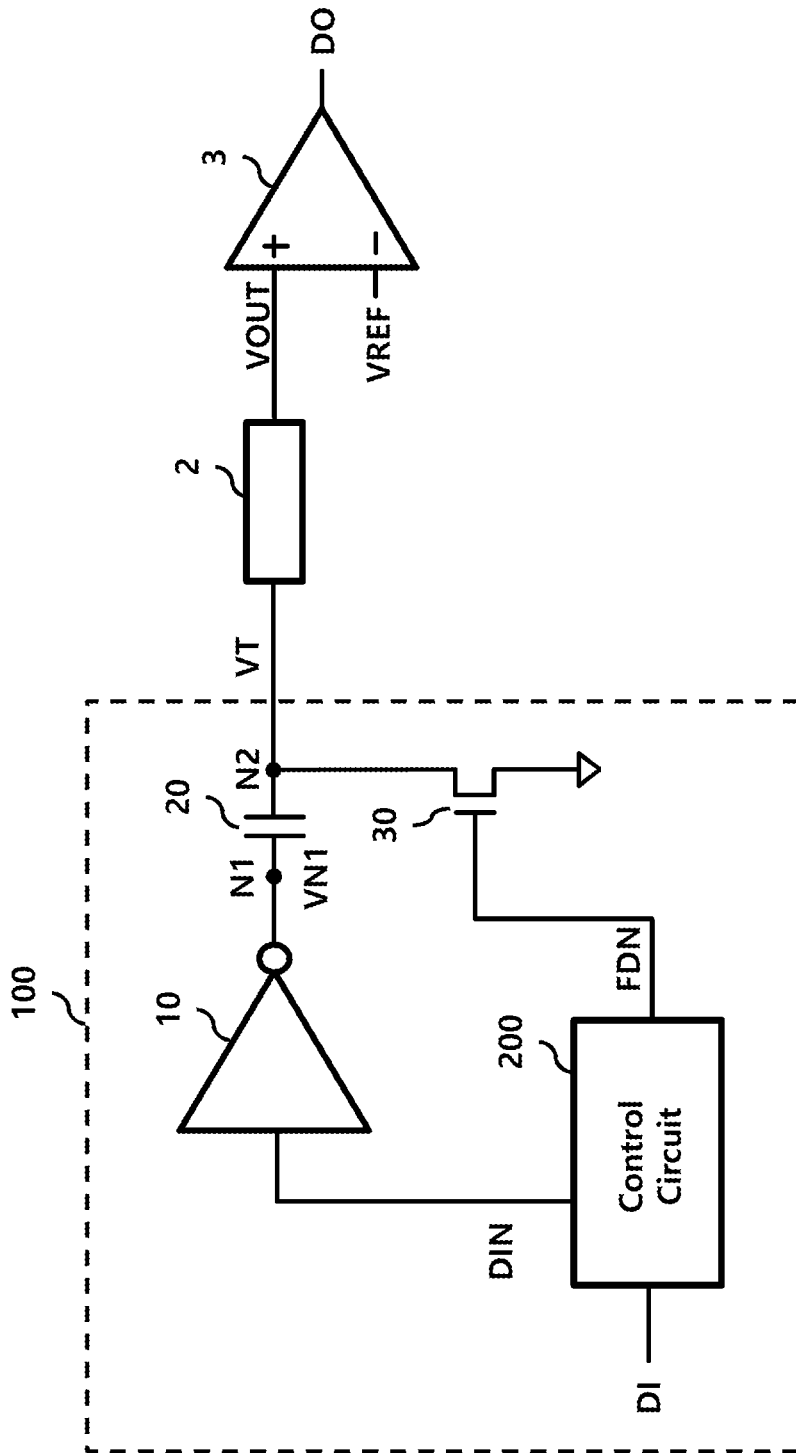 100
10
N1
VN1
20
N2
VT
2
VOUT
VREF
+
−
3
DO
DIN
30
FDN
200
Control
Circuit
DI